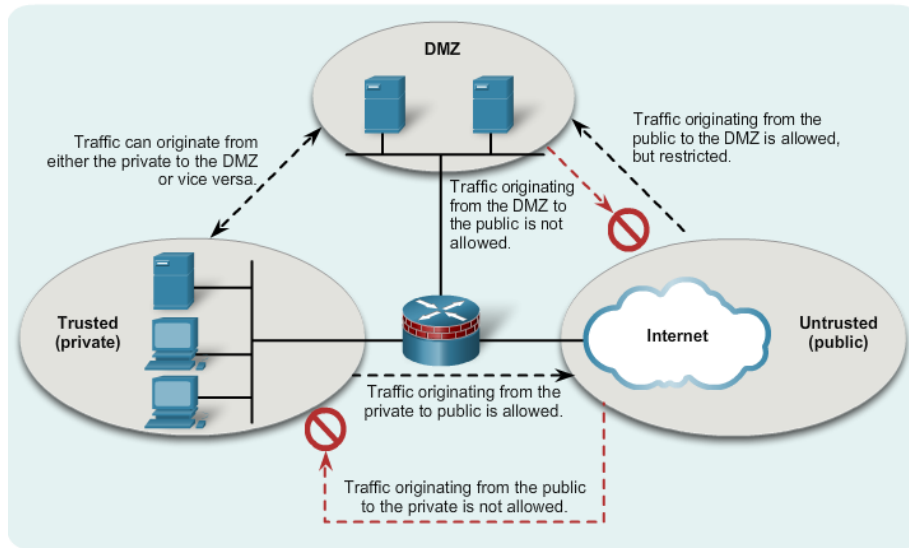 DMZ
Traffic can originate from
either the private to the DMZ
or vice versa.
Traffic originating from the
public to the DMZ is allowed,
but restricted.
Traffic originating
from the DMZ to
the public is not
allowed.
Trusted
(private)
Internet
Untrusted
(public)
Traffic originating from the
private to public is allowed.
Traffic originating from the public
to the private is not allowed.